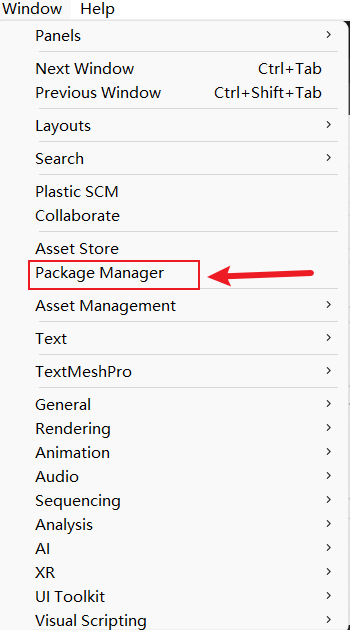 Window Help
Panels
Next Window Ctrl+Tab
Previous Window Ctrl+Shift+Tab
Layouts
Search
Plastic SCM
Collaborate
Asset Store
Package Manager
Asset Management
Text
TextMeshPro
General
Rendering
Animation
Audio
Sequencing
Analysis
AI
XR
UI Toolkit
Visual Scripting